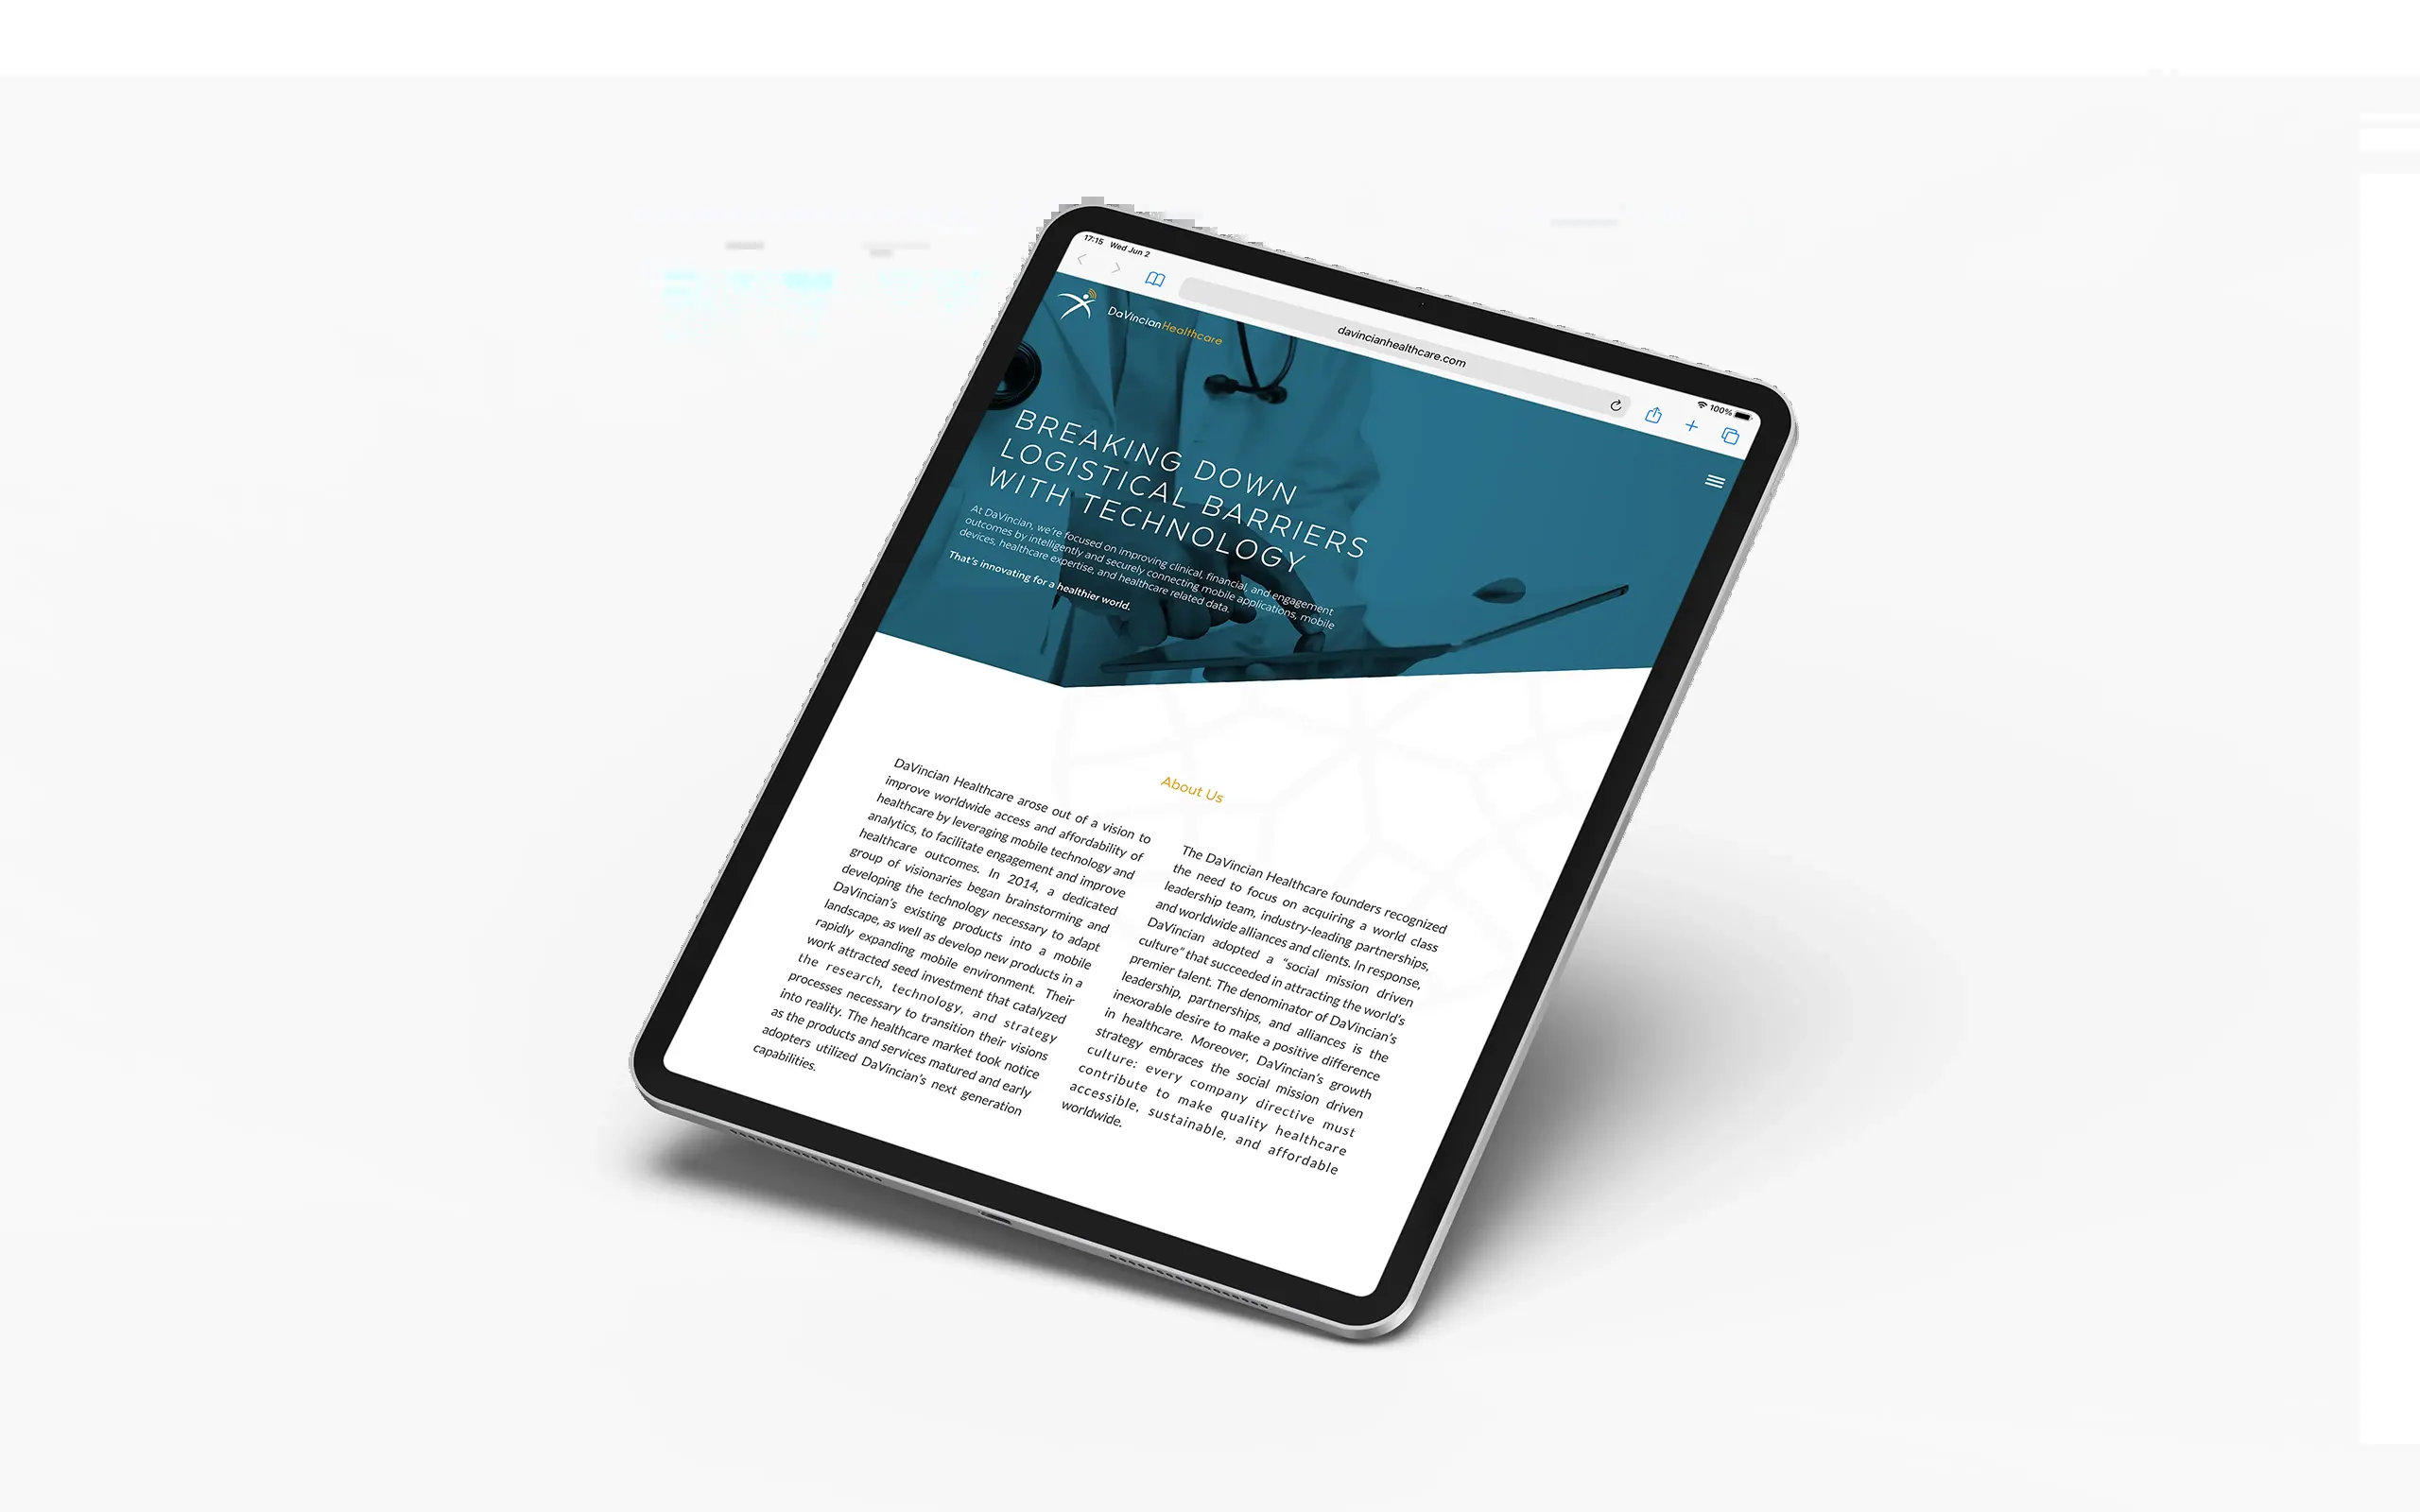 17:15 Wed Jun 2
davincianhealthcare.com
100%
DaVincianHealthcare
BREAKING DOWN
LOGISTICAL BARRIERS
WITH TECHNOLOGY
At DaVincian, we're focused on improving clinical, financial, and engagement
outcomes by intelligently and securely connecting mobile applications, mobile
devices, healthcare expertise, and healthcare related data.
That's innovating for a healthier world.
About Us
DaVincian Healthcare arose out of a vision to
improve worldwide access and affordability of
healthcare by leveraging mobile technology and
analytics, to facilitate engagement and improve
healthcare outcomes. In 2014, a dedicated
group of visionaries began brainstorming and
developing the technology necessary to adapt
DaVincian's existing products into a mobile
landscape, as well as develop new products in a
rapidly expanding mobile environment. Their
work attracted seed investment that catalyzed
the research, technology, and strategy
processes necessary to transition their visions
into reality. The healthcare market took notice
as the products and services matured and early
adopters utilized DaVincian's next generation
capabilities.
The DaVincian Healthcare founders recognized
the need to focus on acquiring a world class
leadership team, industry-leading partnerships,
and worldwide alliances and clients. In response,
DaVincian adopted a "social mission driven
culture" that succeeded in attracting the world's
premier talent. The denominator of DaVincian's
leadership, partnerships, and alliances is the
inexorable desire to make a positive difference
in healthcare. Moreover, DaVincian's growth
strategy embraces the social mission driven
culture: every company directive must
contribute to make quality healthcare
accessible, sustainable, and affordable
worldwide.